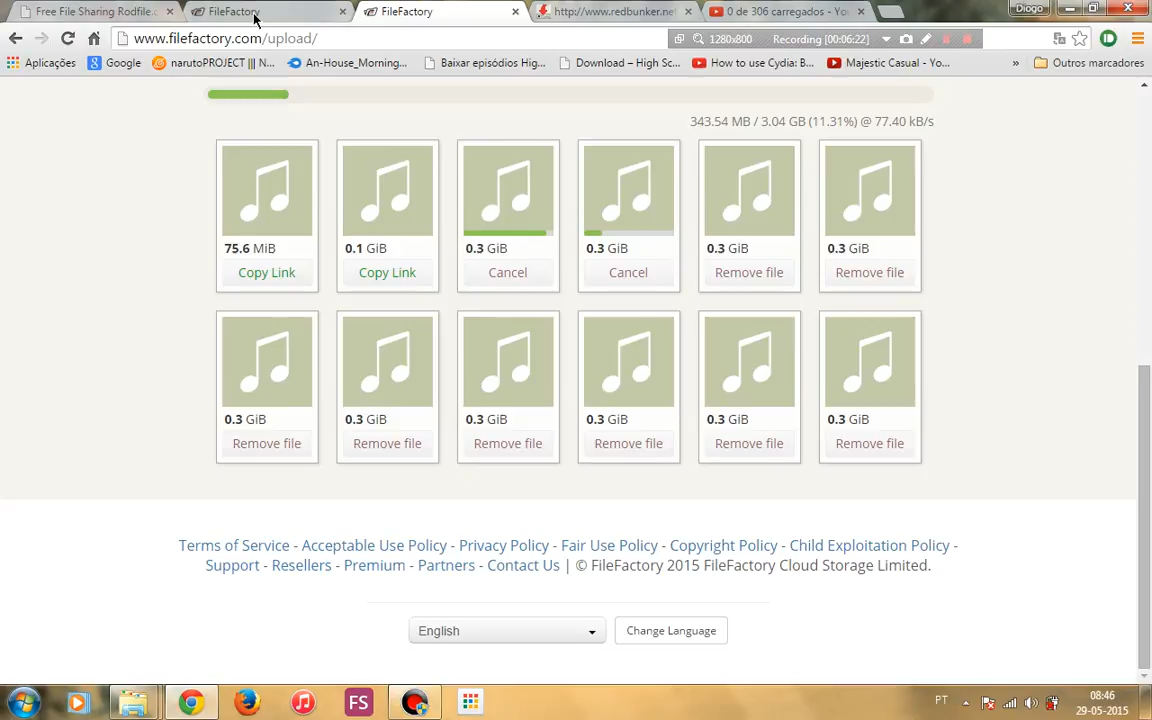 Free File Sharing Rodfile.c
FileFactory
FileFactory
http://www.redbunker.net
0 de 306 carregados - Yo
Diogo
www.filefactory.com/upload/
1280x800
Recording [00:06:22]
Aplicações
Google
narutoPROJECT ||| N...
An-House_Morning...
Baixar episódios Hig...
Download – High Sc...
How to use Cydia: B...
Majestic Casual - Yo...
»
Outros marcadores
343.54 MB / 3.04 GB (11.31%) @ 77.40 kB/s
75.6 MiB
0.1 GiB
0.3 GiB
0.3 GiB
0.3 GiB
0.3 GiB
Copy Link
Copy Link
Cancel
Cancel
Remove file
Remove file
0.3 GiB
0.3 GiB
0.3 GiB
0.3 GiB
0.3 GiB
0.3 GiB
Remove file
Remove file
Remove file
Remove file
Remove file
Remove file
Terms of Service - Acceptable Use Policy - Privacy Policy - Fair Use Policy - Copyright Policy - Child Exploitation Policy -
Support - Resellers - Premium - Partners - Contact Us | © FileFactory 2015 FileFactory Cloud Storage Limited.
English
Change Language
FS
PT
08:46
29-05-2015